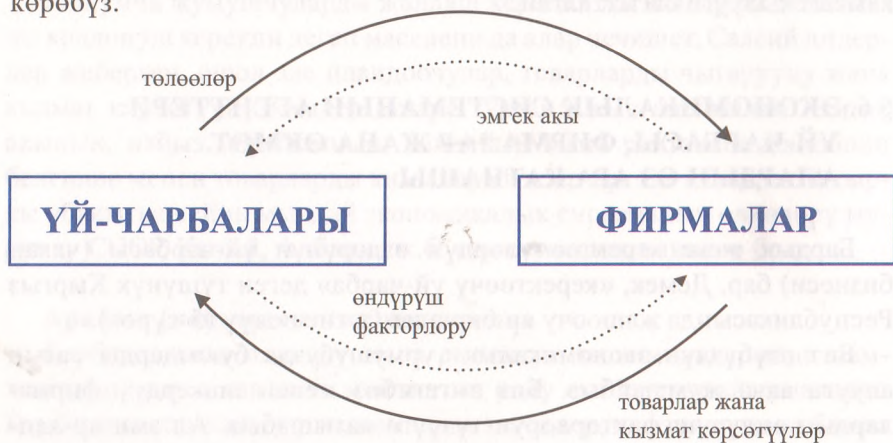 көрөбүз.
төлөөлөр
эмгек акы
ҮЙ-ЧАРБАЛАРЫ
ФИРМАЛАР
өндүрүш
факторлору
товарлар жана
кызмат көрсөтүүлөр